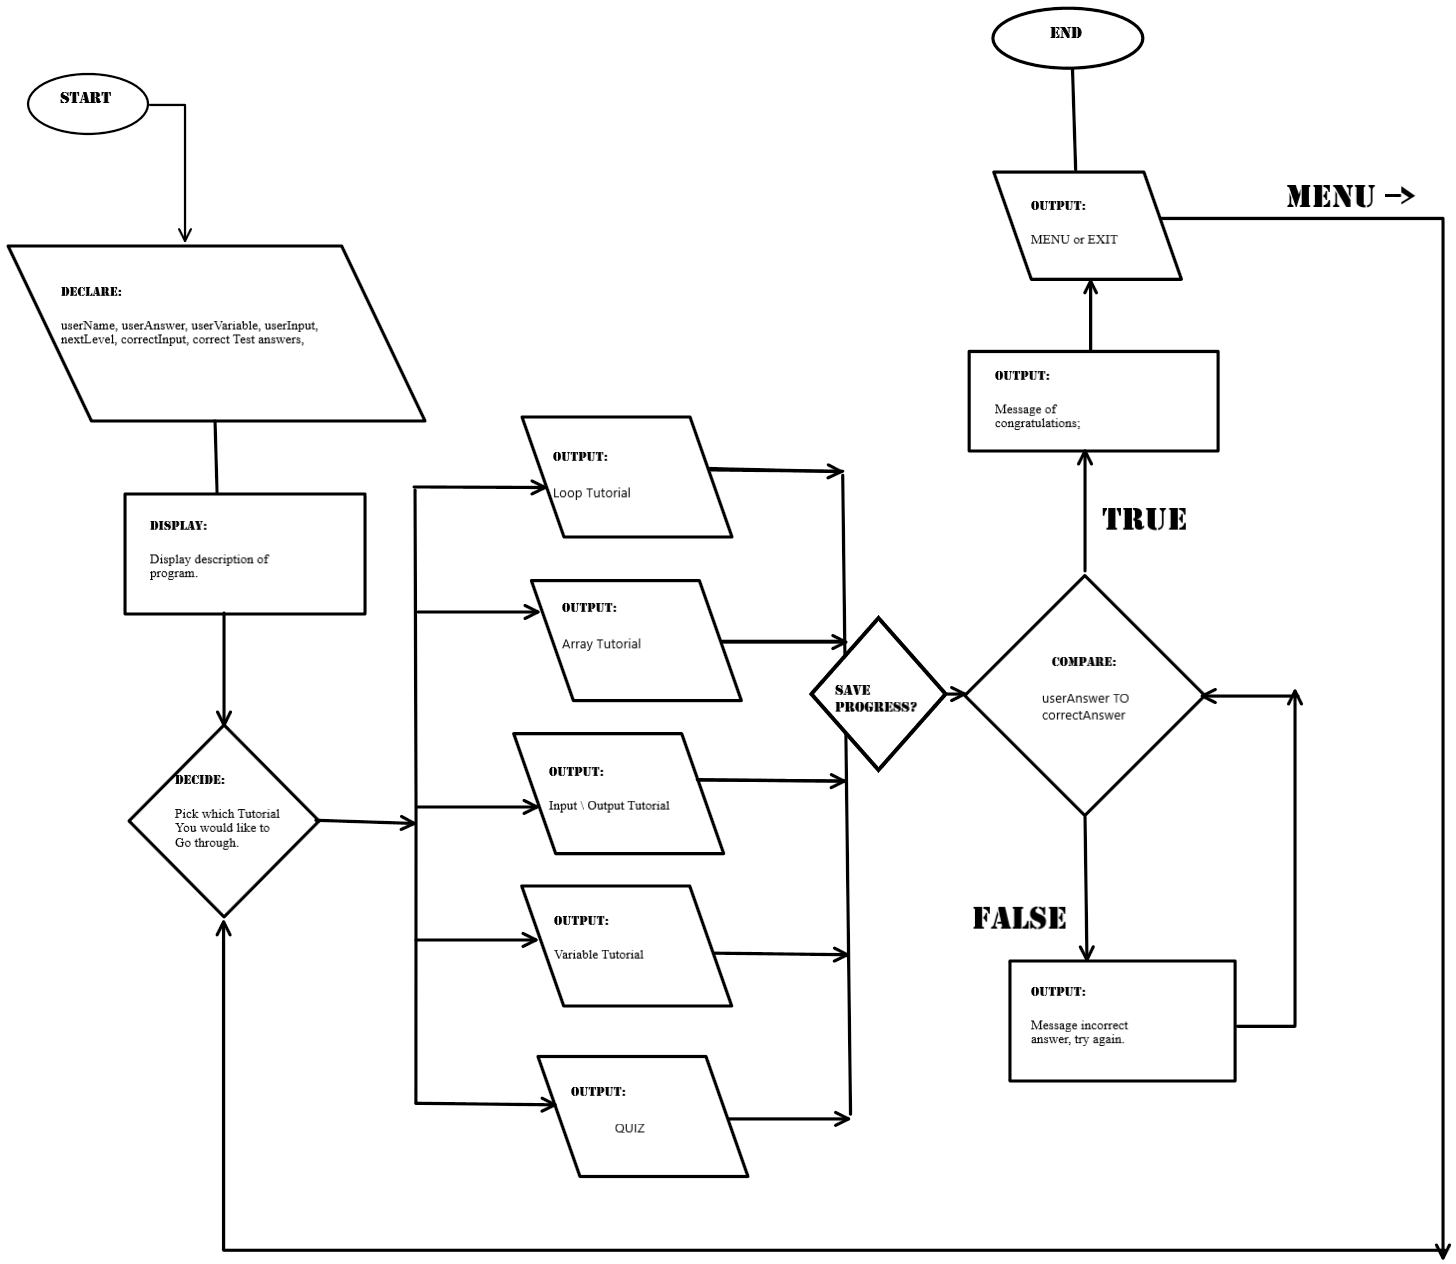 START
DECLARE:
userName, userAnswer, userVariable, userInput,
nextLevel, correctInput, correct Test answers,
DISPLAY:
Display description of
program.
DECIDE:
Pick which Tutorial
You would like to
Go through.
OUTPUT:
Loop Tutorial
OUTPUT:
Array Tutorial
OUTPUT:
Input \ Output Tutorial
OUTPUT:
Variable Tutorial
OUTPUT:
QUIZ
SAVE
PROGRESS?
COMPARE:
userAnswer TO
correctAnswer
FALSE
OUTPUT:
Message incorrect
answer, try again.
TRUE
OUTPUT:
Message of
congratulations;
OUTPUT:
MENU or EXIT
MENU →
END